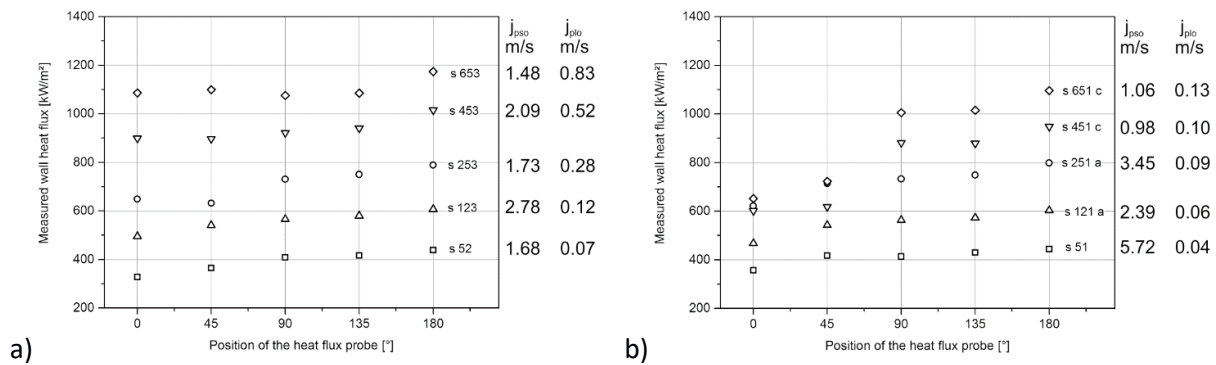 1400
1200
1000
800
600
400
200
0
45
90
135
180
Measured wall heat flux [kW/m²]
Position of the heat flux probe [°]
j_pso j_plo
m/s m/s
s 653 1.48 0.83
s 453 2.09 0.52
s 253 1.73 0.28
s 123 2.78 0.12
s 52 1.68 0.07
a)
1400
1200
1000
800
600
400
200
0
45
90
135
180
Measured wall heat flux [kW/m²]
Position of the heat flux probe [°]
j_pso j_plo
m/s m/s
s 651 c 1.06 0.13
s 451 c 0.98 0.10
s 251 a 3.45 0.09
s 121 a 2.39 0.06
s 51 5.72 0.04
b)